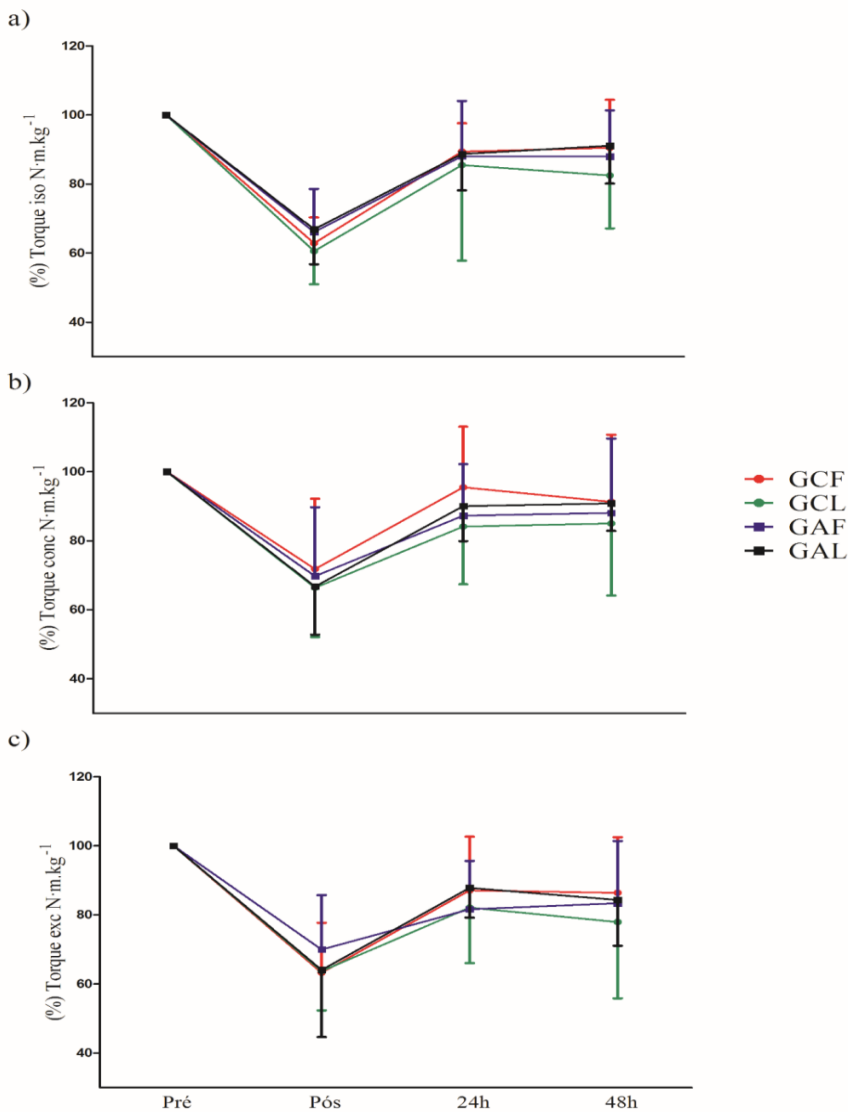 a)
120
100
80
60
40
(%) Torque iso N·m.kg-1
b)
120
100
80
60
40
(%) Torque conc N·m.kg-1
GCF
GCL
GAF
GAL
c)
120
100
80
60
40
(%) Torque exc N·m.kg-1
Pré Pós 24h 48h